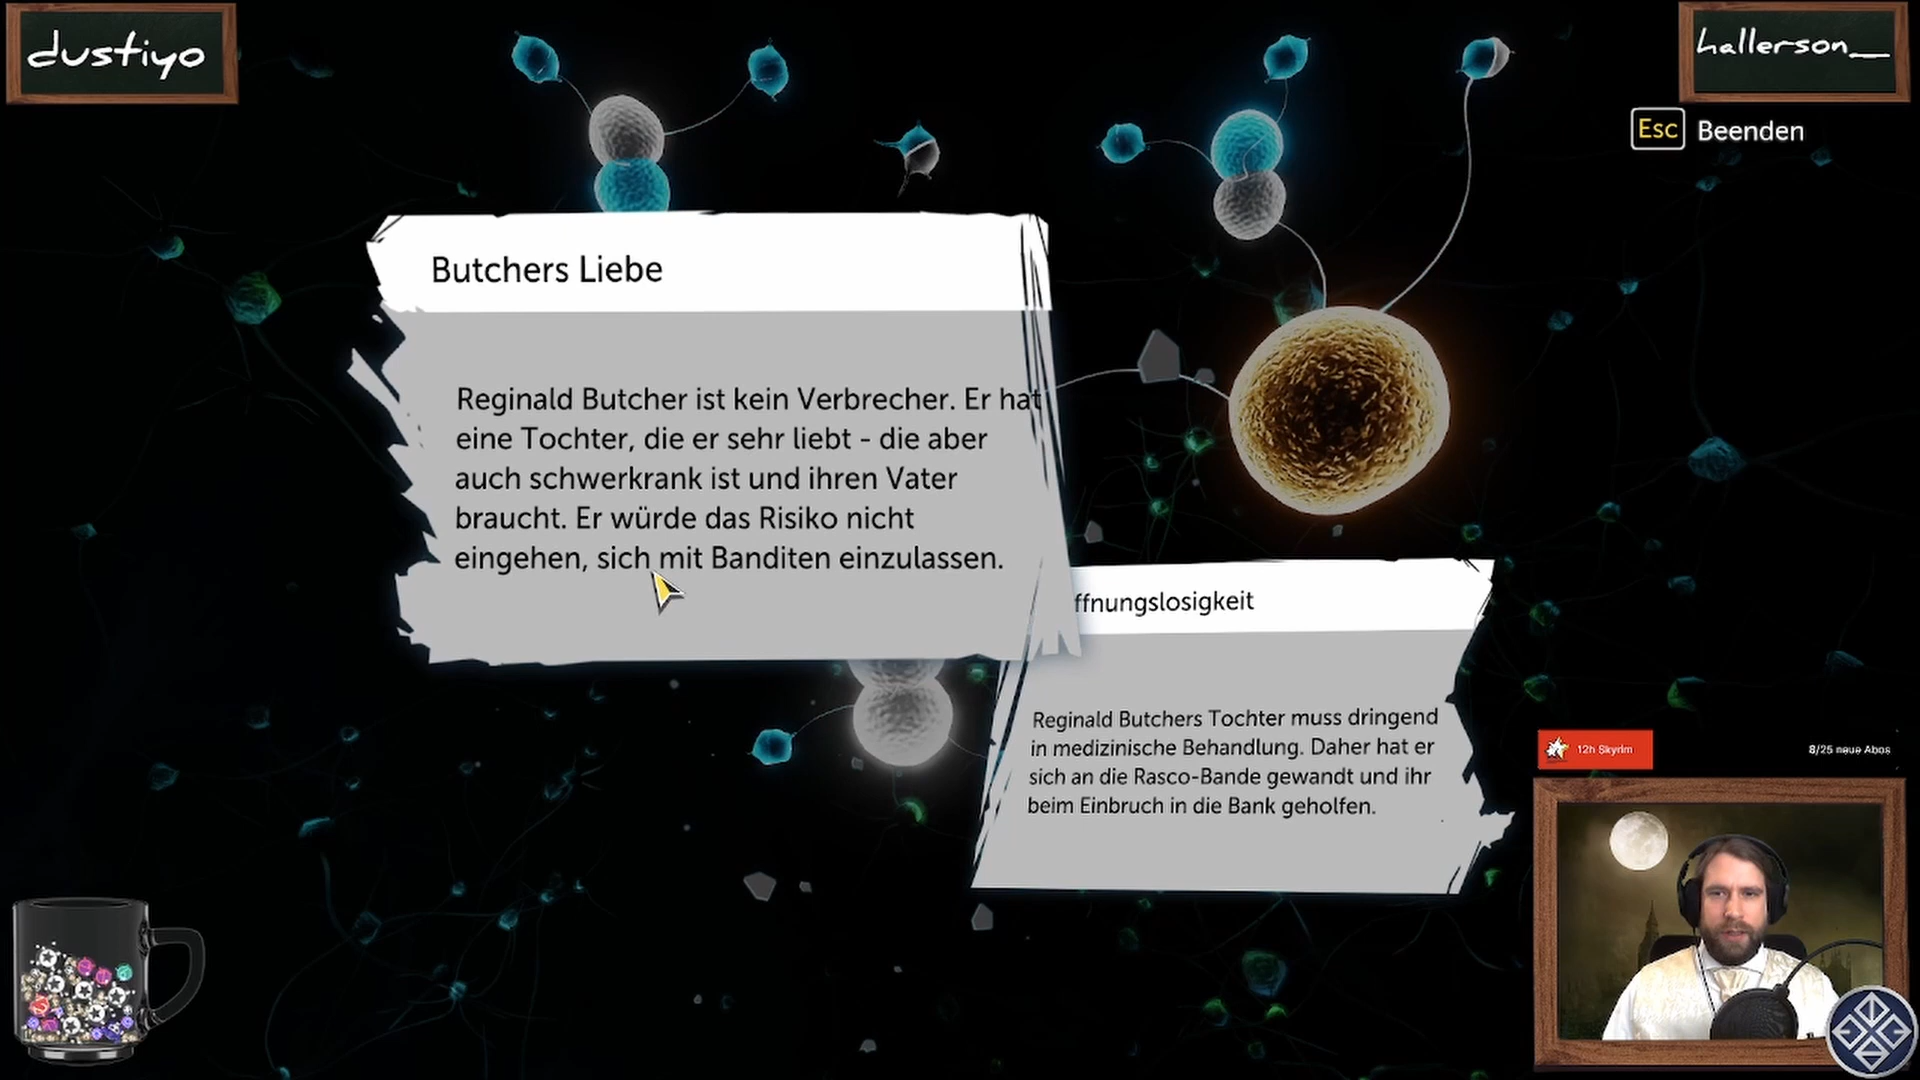 dustiyo
hallerson__
Esc Beenden
Butchers Liebe
Reginald Butcher ist kein Verbrecher. Er hat
eine Tochter, die er sehr liebt - die aber
auch schwerkrank ist und ihren Vater
braucht. Er würde das Risiko nicht
eingehen, sich mit Banditen einzulassen.
ffnungslosigkeit
Reginald Butchers Tochter muss dringend
in medizinische Behandlung. Daher hat er
sich an die Rasco-Bande gewandt und ihr
beim Einbruch in die Bank geholfen.
12h Skyrim
8/25 neue Abos